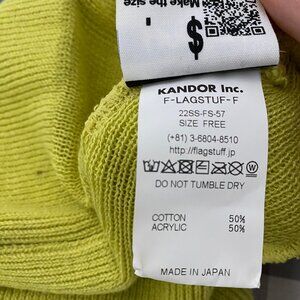 Make the size
$
KANDOR Inc.
F-LAGSTUF-F
22SS-FS-57
SIZE FREE
(+81) 3-6804-8510
http://flagstuf.jp
DO NOT TUMBLE DRY
COTTON 50%
ACRYLIC 50%
MADE IN JAPAN